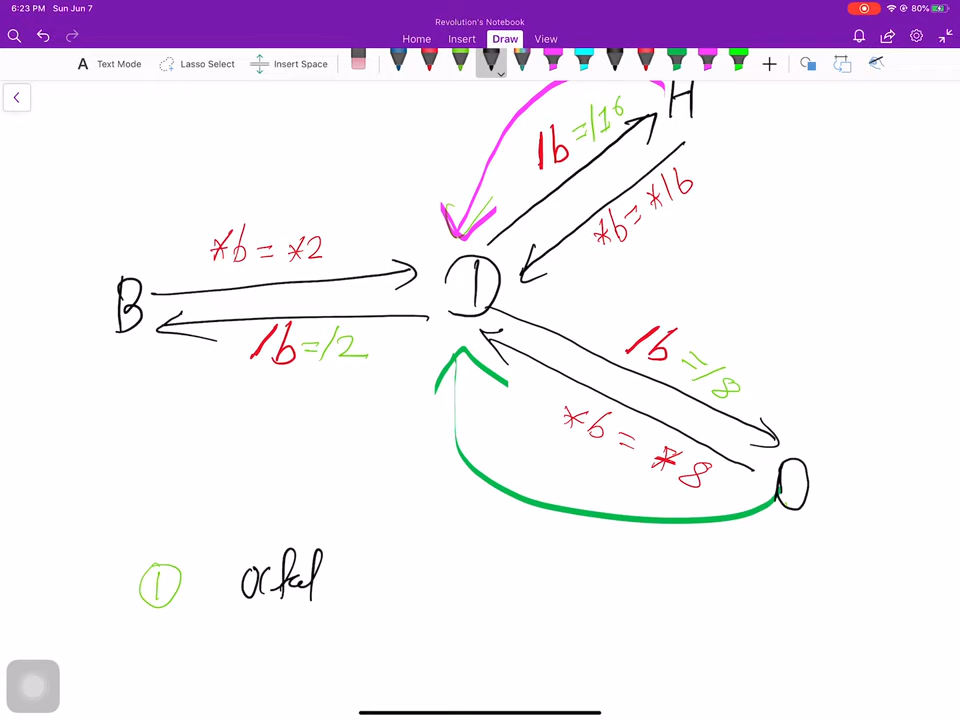 6:23 PM Sun Jun 7
80%
Revolution's Notebook
Home Insert Draw View
A Text Mode Lasso Select Insert Space
H
/b =/16
*b = *16
*b = *2
D
B
/b =/2
/b =/8
*b = *8
O
1 octal